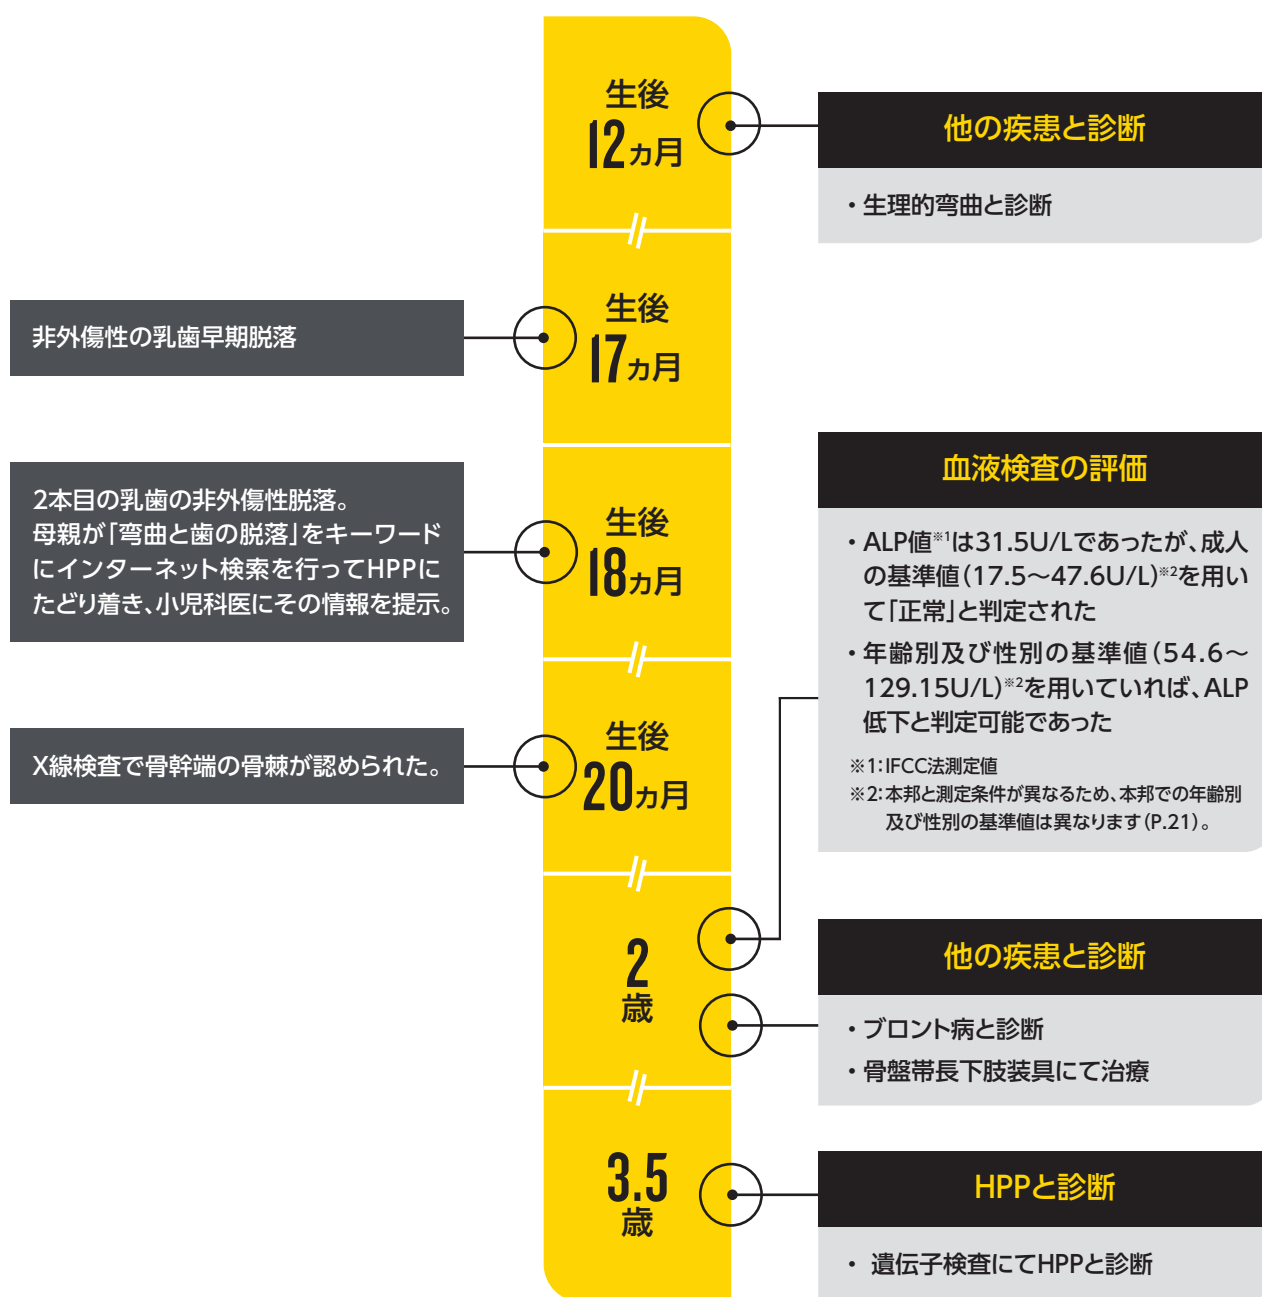 生後
12ヵ月
他の疾患と診断
・生理的弯曲と診断
生後
17ヵ月
非外傷性の乳歯早期脱落
生後
18ヵ月
2本目の乳歯の非外傷性脱落。
母親が「弯曲と歯の脱落」をキーワード
にインターネット検索を行ってHPPに
たどり着き、小児科医にその情報を提示。
生後
20ヵ月
X線検査で骨幹端の骨棘が認められた。
2
歳
血液検査の評価
・ALP値※1は31.5U/Lであったが、成人
の基準値(17.5〜47.6U/L)※2を用い
て「正常」と判定された
・年齢別及び性別の基準値(54.6〜
129.15U/L)※2を用いていれば、ALP
低下と判定可能であった
※1:IFCC法測定値
※2:本邦と測定条件が異なるため、本邦での年齢別
及び性別の基準値は異なります(P.21)。
他の疾患と診断
・ブロント病と診断
・骨盤帯長下肢装具にて治療
3.5
歳
HPPと診断
・ 遺伝子検査にてHPPと診断